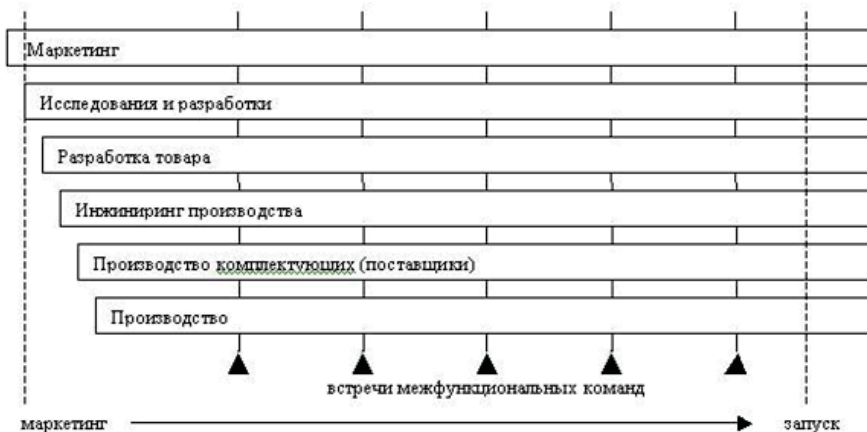 Маркетинг
Исследования и разработки
Разработка товара
Инжиниринг производства
Производство комплектующих (поставщики)
Производство
встречи межфункциональных команд
маркетинг запуск